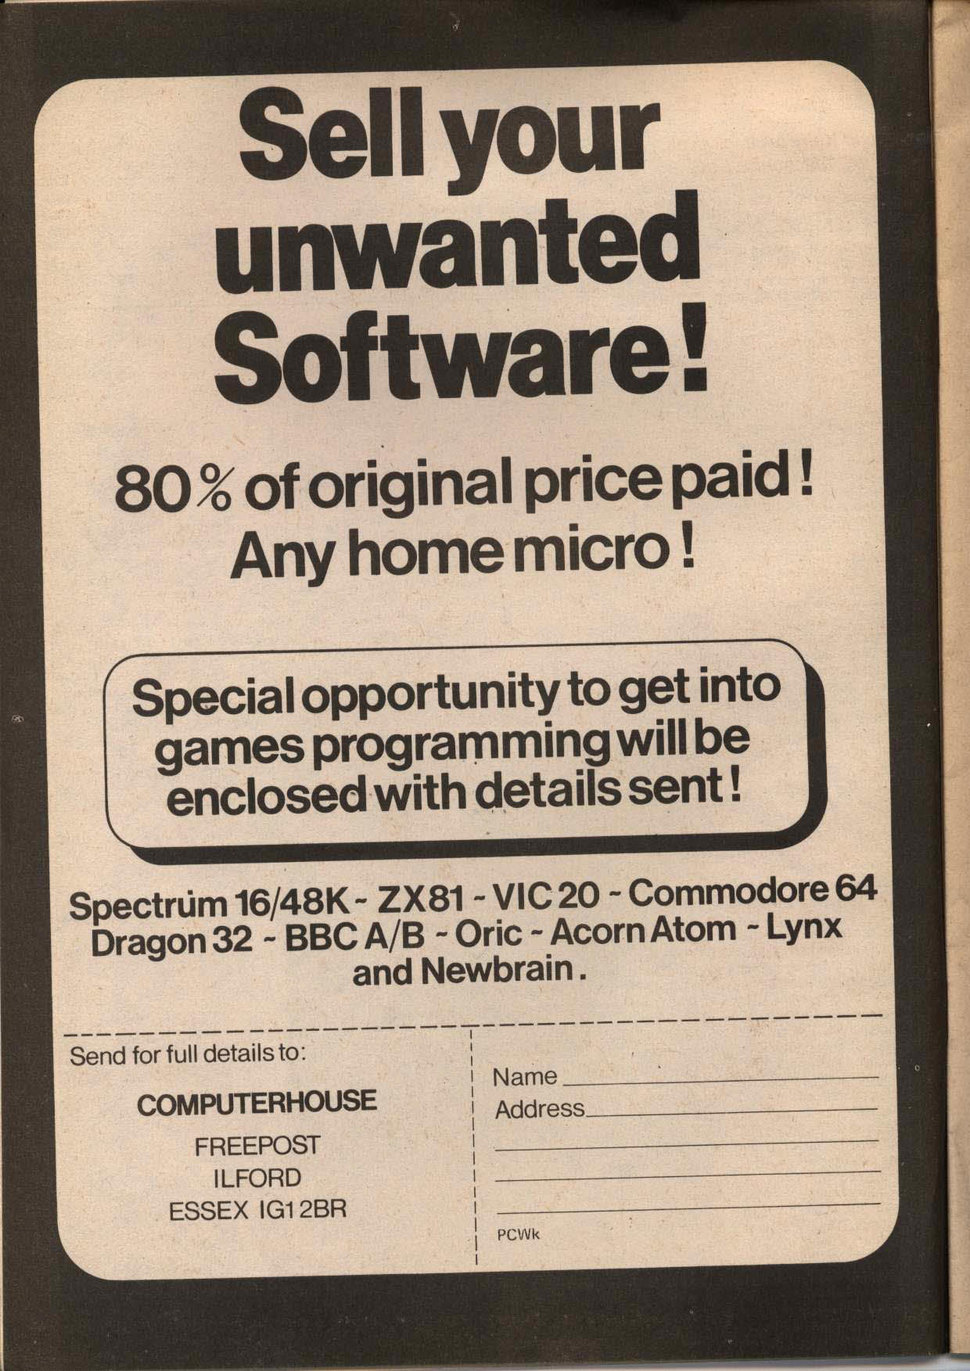 Sell your
unwanted
Software!
80% of original price paid!
Any home micro!
Special opportunity to get into
games programming will be
enclosed with details sent!
Spectrum 16/48K ~ ZX81 ~ VIC 20 ~ Commodore 64
Dragon 32 ~ BBC A/B ~ Oric ~ Acorn Atom ~ Lynx
and Newbrain.
Send for full details to:
COMPUTERHOUSE
FREEPOST
ILFORD
ESSEX IG1 2BR
Name
Address
PCWk